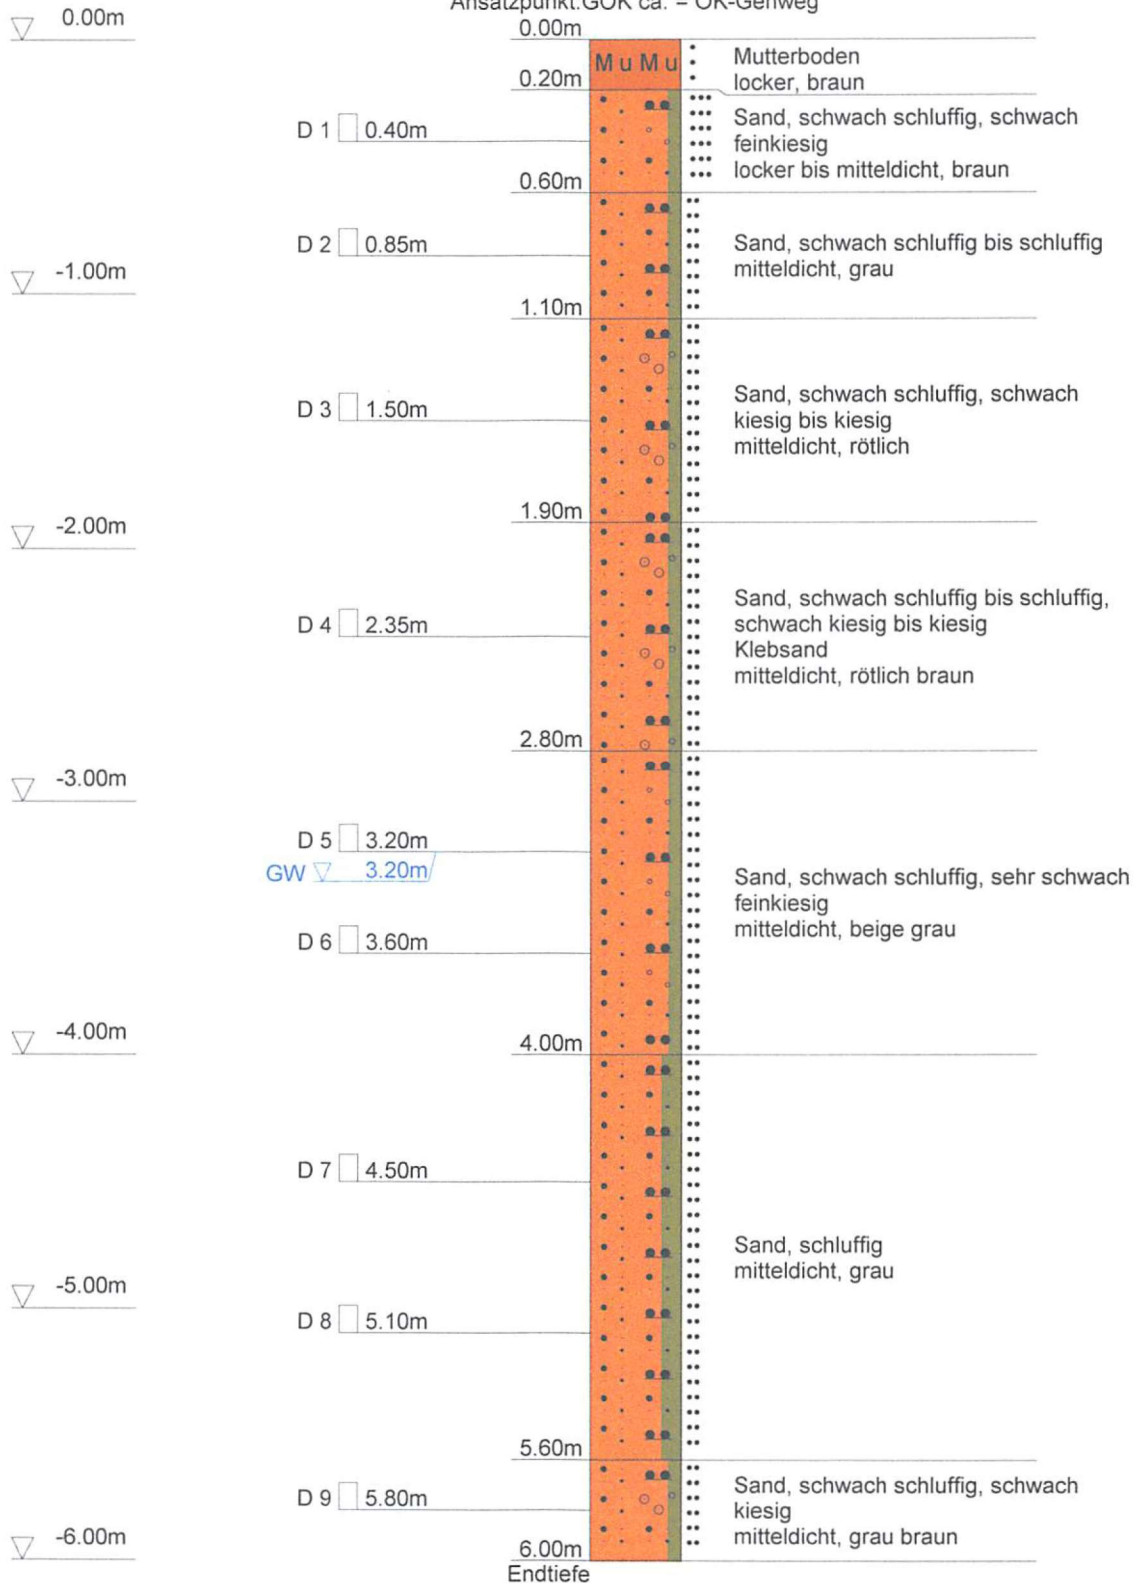 Ansatzpunkt:GOK ca. = OK-Gehweg
0.00m
0.00m
M u M u
Mutterboden
locker, braun
0.20m
D 1 0.40m
Sand, schwach schluffig, schwach
feinkiesig
locker bis mitteldicht, braun
0.60m
D 2 0.85m
Sand, schwach schluffig bis schluffig
mitteldicht, grau
-1.00m
1.10m
D 3 1.50m
Sand, schwach schluffig, schwach
kiesig bis kiesig
mitteldicht, rötlich
1.90m
-2.00m
D 4 2.35m
Sand, schwach schluffig bis schluffig,
schwach kiesig bis kiesig
Klebsand
mitteldicht, rötlich braun
2.80m
-3.00m
D 5 3.20m
GW 3.20m
Sand, schwach schluffig, sehr schwach
feinkiesig
mitteldicht, beige grau
D 6 3.60m
-4.00m
4.00m
D 7 4.50m
Sand, schluffig
mitteldicht, grau
-5.00m
D 8 5.10m
5.60m
D 9 5.80m
Sand, schwach schluffig, schwach
kiesig
mitteldicht, grau braun
-6.00m
6.00m
Endtiefe